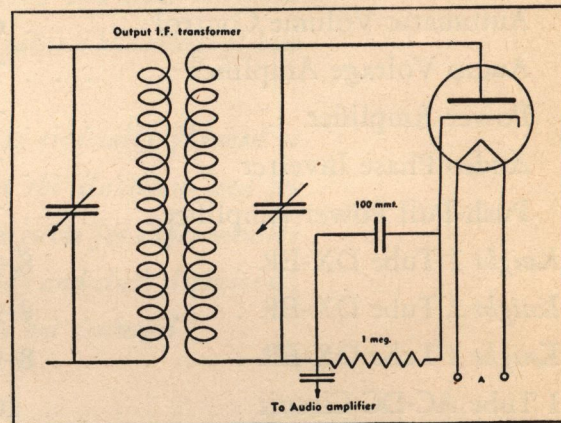 Output I.F. transformer
100 mmf.
1 meg.
A
To Audio amplifier